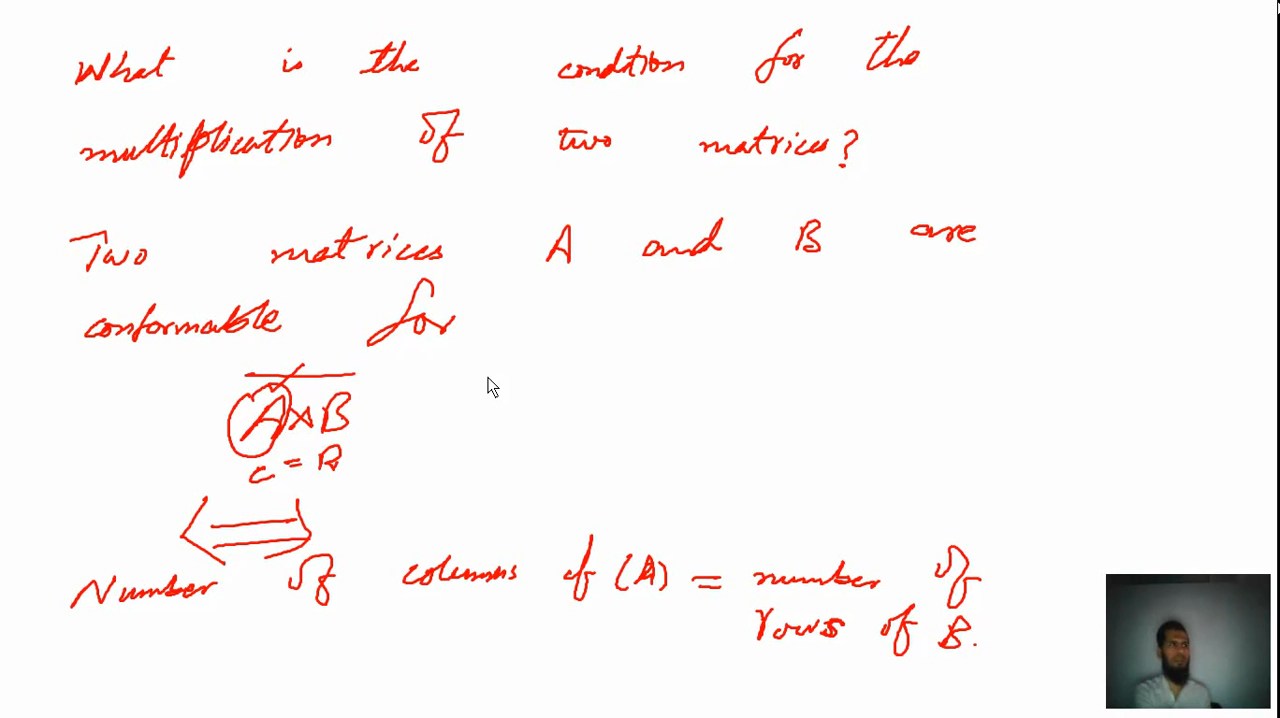 What is the condition for the
multiplication of two matrices?
Two matrices A and B are
conformable for
A×B
C = R
Number of columns of (A) = number of
rows of B.